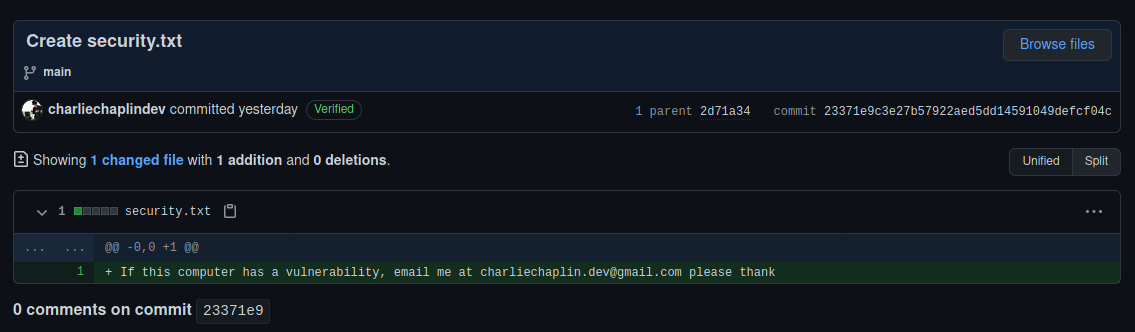 Create security.txt
Browse files
main
charliechaplindev committed yesterday Verified
1 parent 2d71a34 commit 23371e9c3e27b57922aed5dd14591049defcf04c
Showing 1 changed file with 1 addition and 0 deletions.
Unified Split
1 security.txt ...
... ... @@ -0,0 +1 @@
1 + If this computer has a vulnerability, email me at charliechaplin.dev@gmail.com please thank
0 comments on commit 23371e9